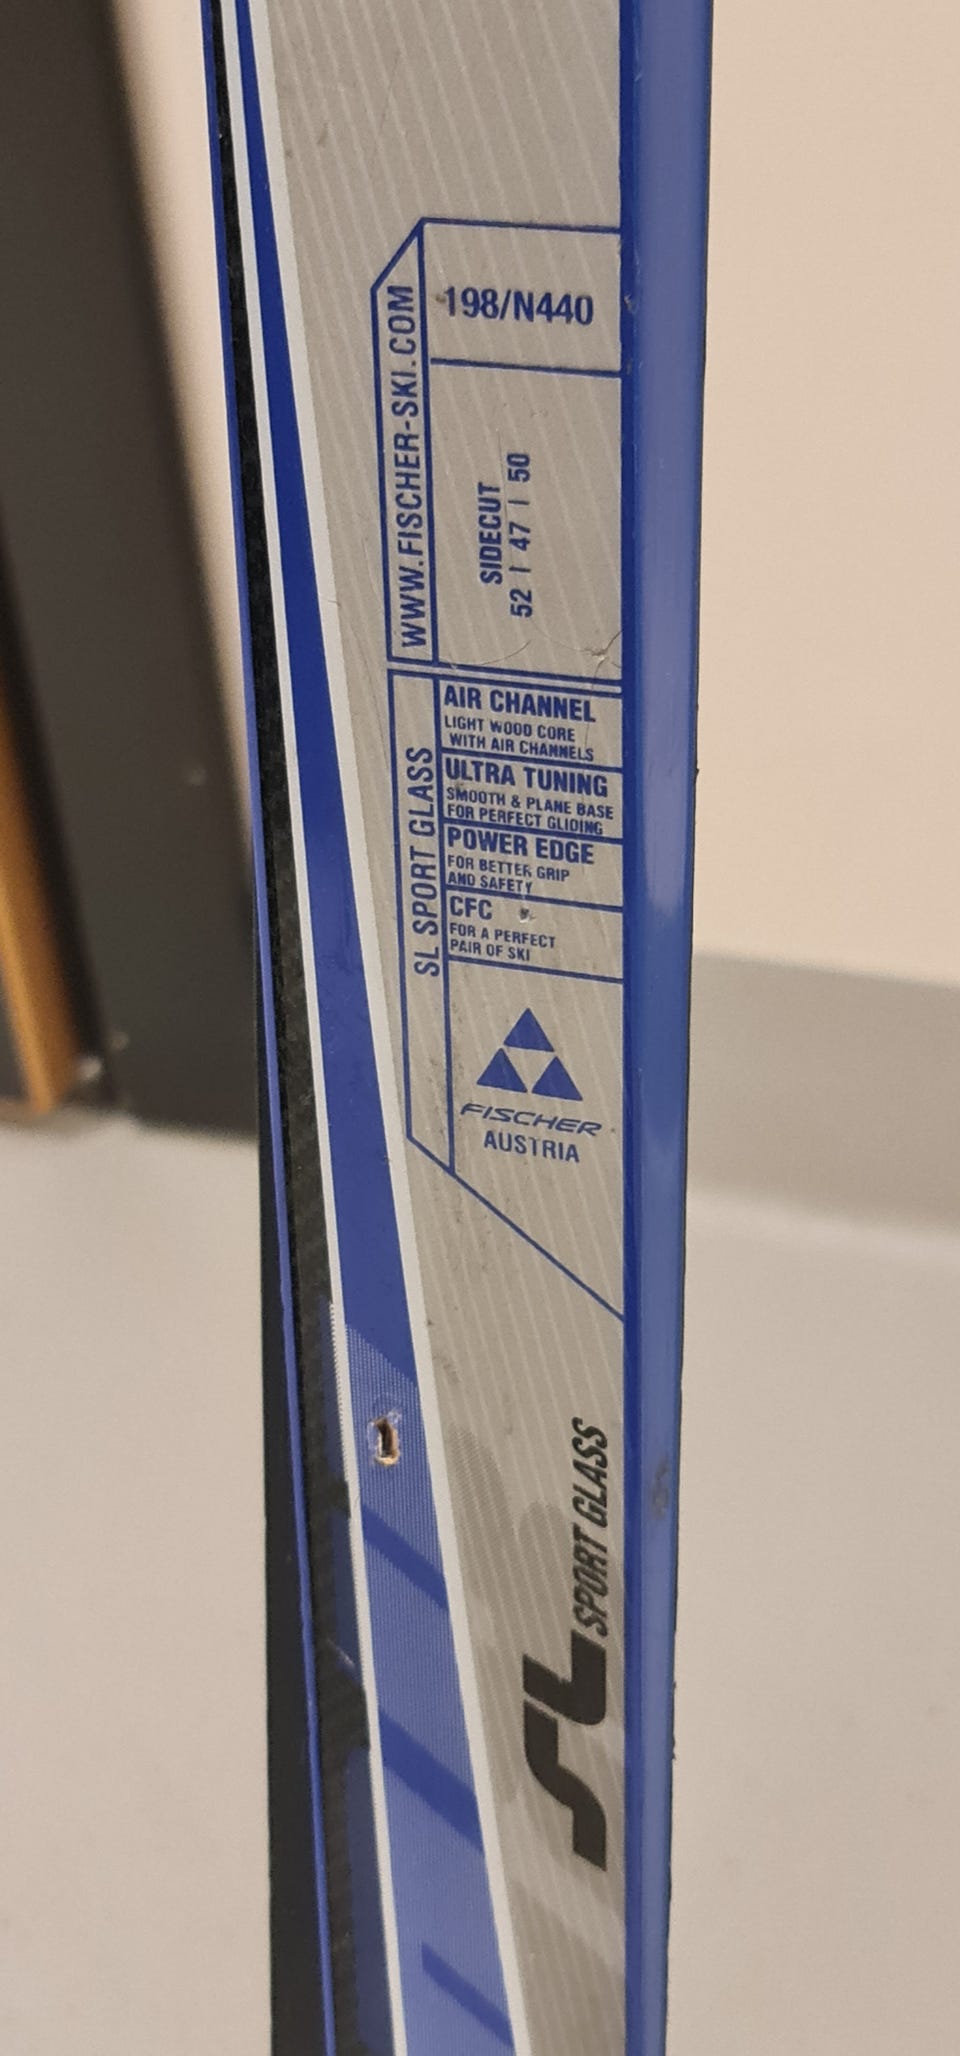 198/N440
WWW.FISCHER-SKI.COM
SIDECUT
52 | 47 | 50
SL SPORT GLASS
AIR CHANNEL
LIGHT WOOD CORE
WITH AIR CHANNELS
ULTRA TUNING
SMOOTH & PLANE BASE
FOR PERFECT GLIDING
POWER EDGE
FOR BETTER GRIP
AND SAFETY
CFC
FOR A PERFECT
PAIR OF SKI
FISCHER
AUSTRIA
SL SPORT GLASS